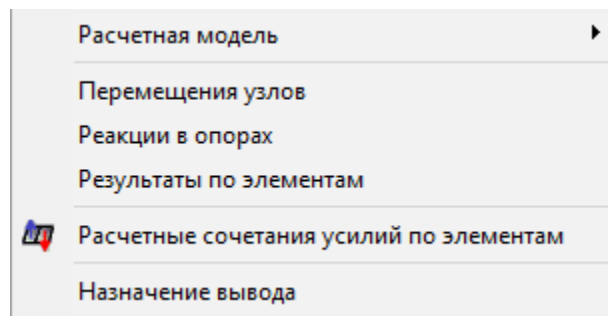 Расчетная модель
Перемещения узлов
Реакции в опорах
Результаты по элементам
Расчетные сочетания усилий по элементам
Назначение вывода